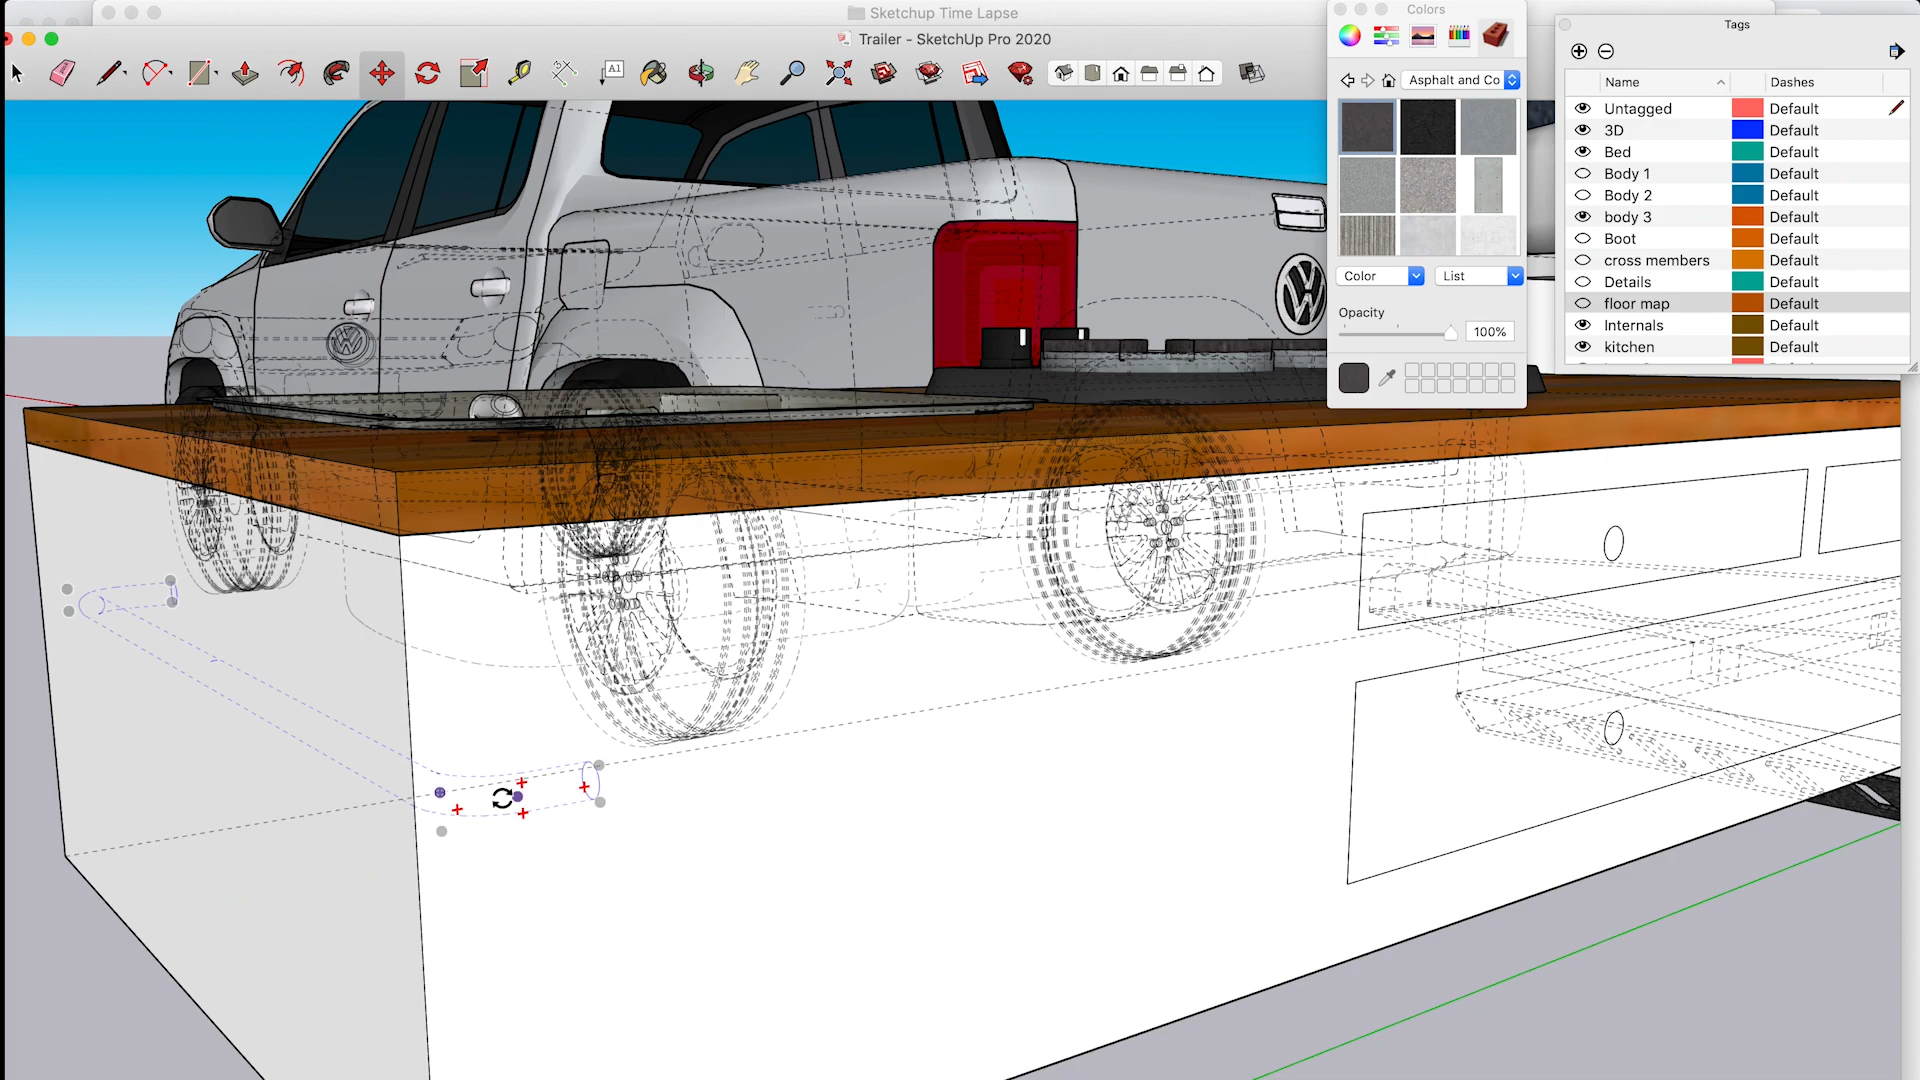 Sketchup Time Lapse
Trailer - SketchUp Pro 2020
A1
Colors
Asphalt and Co
Color
List
Opacity
100%
Tags
Name
Dashes
Untagged
Default
3D
Default
Bed
Default
Body 1
Default
Body 2
Default
body 3
Default
Boot
Default
cross members
Default
Details
Default
floor map
Default
Internals
Default
kitchen
Default